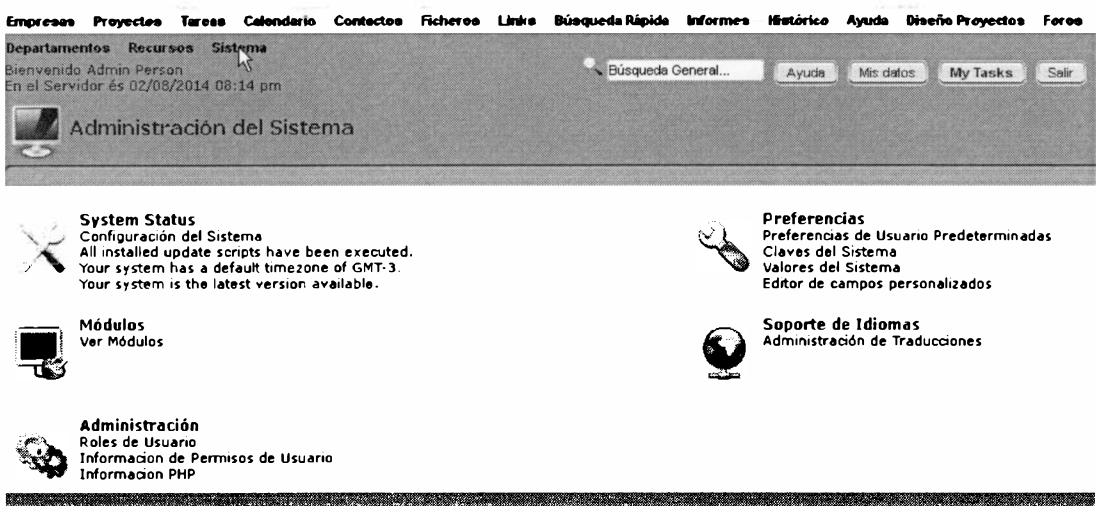 Empresas Proyectos Tareas Calendario Contactos Ficheros Links Búsqueda Rápida Informes Histórico Ayuda Diseño Proyectos Foros
Departamentos Recursos Sistema
Bienvenido Admin Person
En el Servidor és 02/08/2014 08:14 pm
Búsqueda General... Ayuda Mis datos My Tasks Salir
Administración del Sistema
System Status
Configuración del Sistema
All installed update scripts have been executed.
Your system has a default timezone of GMT-3.
Your system is the latest version available.
Preferencias
Preferencias de Usuario Predeterminadas
Claves del Sistema
Valores del Sistema
Editor de campos personalizados
Módulos
Ver Módulos
Soporte de Idiomas
Administración de Traducciones
Administración
Roles de Usuario
Informacion de Permisos de Usuario
Informacion PHP